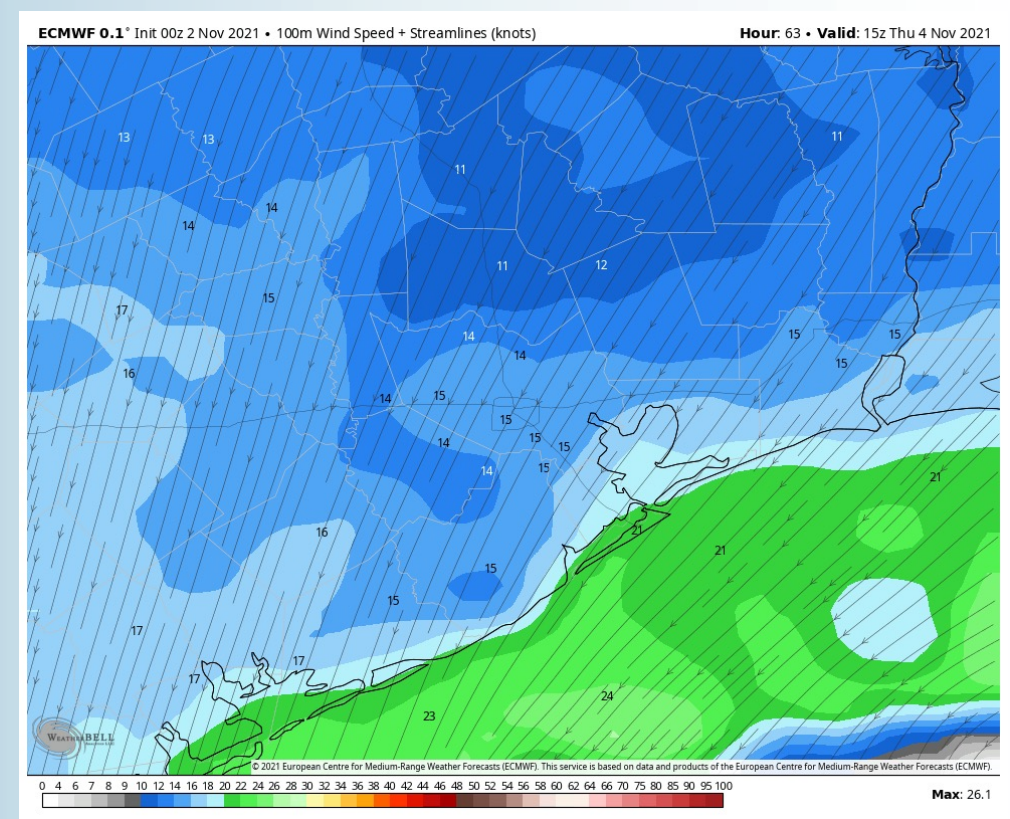 ECMWF 0.1° Init 00z 2 Nov 2021 • 100m Wind Speed + Streamlines (knots) Hour: 63 • Valid: 15z Thu 4 Nov 2021
13 13 11
11
14
14
11 12
15
17
14 15 15
14 15
16
14 15
15
14 15 15
14 15 21
16 21
21
15
15
17
17
17
24
23
WEATHERBELL
© 2021 European Centre for Medium-Range Weather Forecasts (ECMWF). This service is based on data and products of the European Centre for Medium-Range Weather Forecasts (ECMWF).
0 4 6 7 8 9 10 12 14 15 16 18 20 22 24 26 28 30 32 34 36 38 40 42 44 46 48 50 52 54 56 58 60 62 64 66 70 75 80 85 90 95 100
Max: 26.1